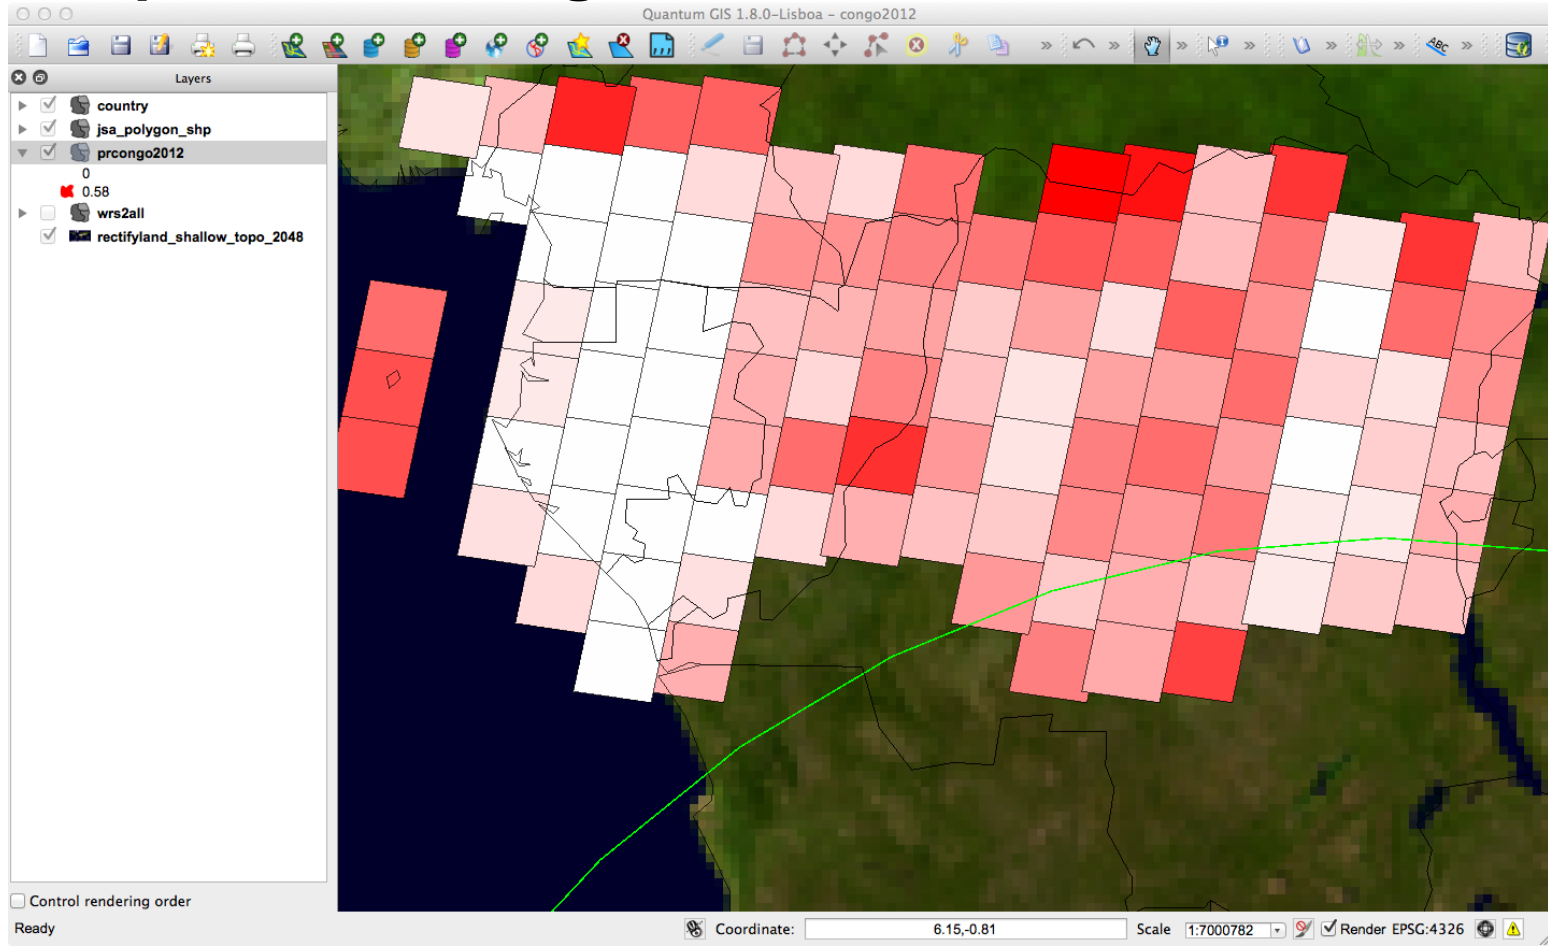 Quantum GIS 1.8.0-Lisboa - congo2012
ABC
Layers
country
jsa_polygon_shp
prcongo2012
0
0.58
wrs2all
rectifyland_shallow_topo_2048
Control rendering order
Ready
Coordinate: 6.15,-0.81 Scale 1:7000782 Render EPSG:4326